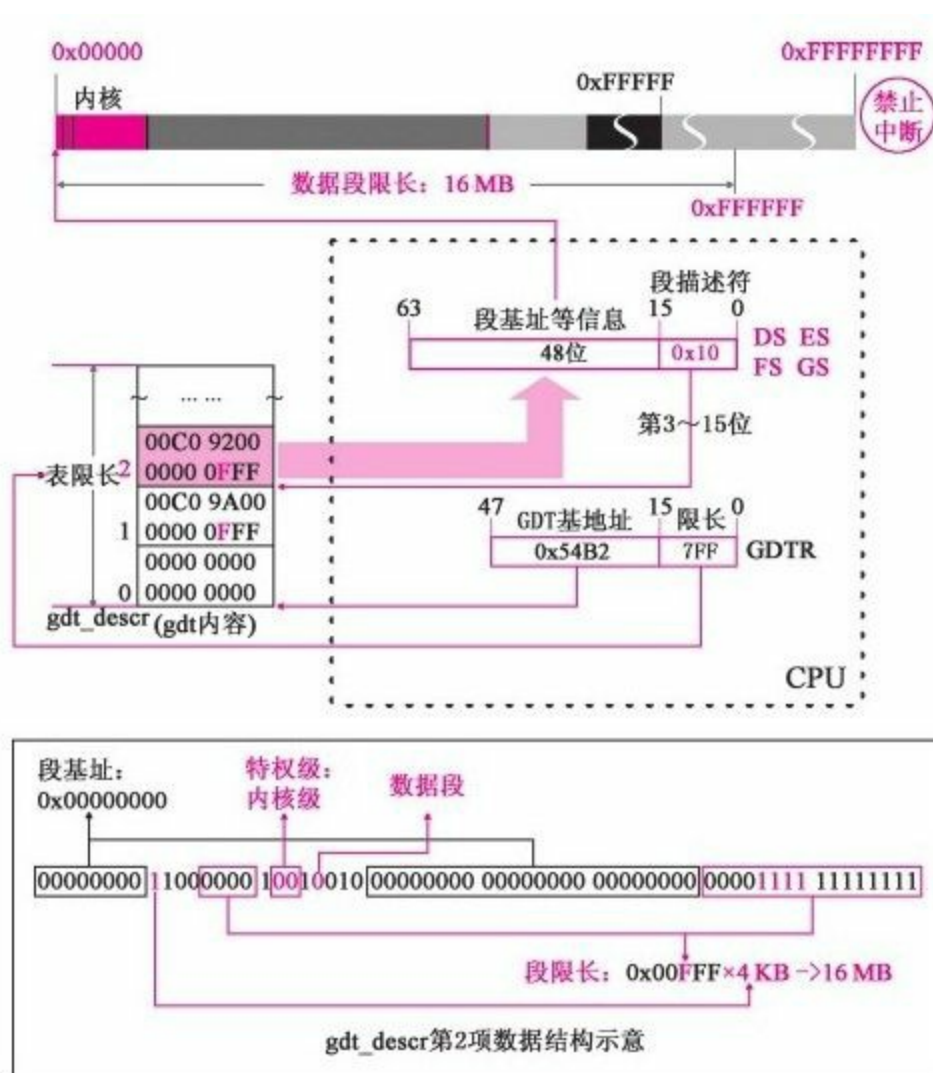 0x00000
0xFFFFFFFF
0xFFFFF
内核
禁止
中断
数据段限长：16 MB
0xFFFFFF
段描述符
63
15
0
段基址等信息
48位
0x10
DS ES
FS GS
第3～15位
... ...
00C0 9200
表限长
2
0000 0FFF
00C0 9A00
1
0000 0FFF
0000 0000
0
0000 0000
gdt_descr
(gdt内容)
47
GDT基地址
15
限长
0
0x54B2
7FF
GDTR
CPU
段基址：
0x00000000
特权级：
内核级
数据段
00000000 11000000 10010010 00000000 00000000 00000000 00001111 11111111
段限长：0x00FFF×4 KB ->16 MB
gdt_descr第2项数据结构示意